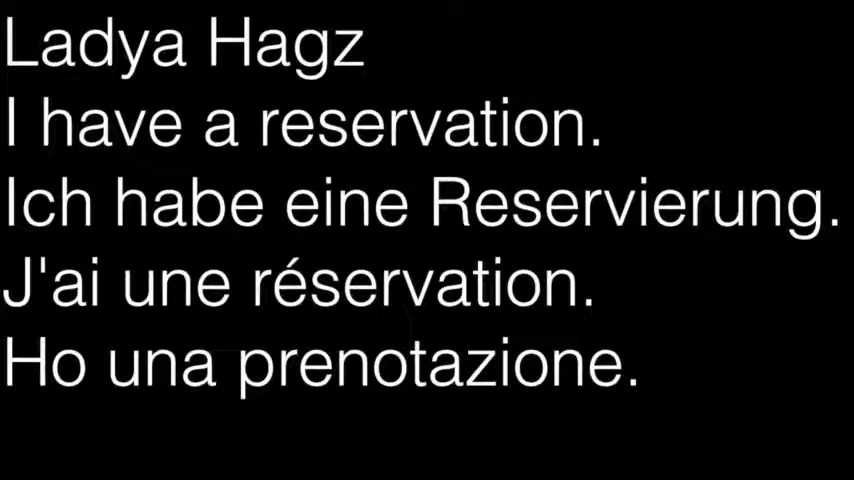 Ladya Hagz
I have a reservation.
Ich habe eine Reservierung.
J'ai une réservation.
Ho una prenotazione.